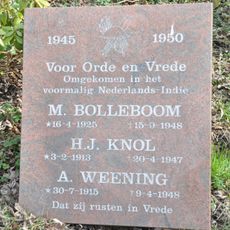 1945 1950
Voor Orde en Vrede
Omgekomen in het
voormalig Nederlands-Indië
M. BOLLEBOOM
★16-4-1925 ✝15-9-1948
H.J. KNOL
★3-2-1913 ✝20-4-1947
A. WEENING
★30-7-1915 ✝9-4-1948
Dat zij rusten in Vrede